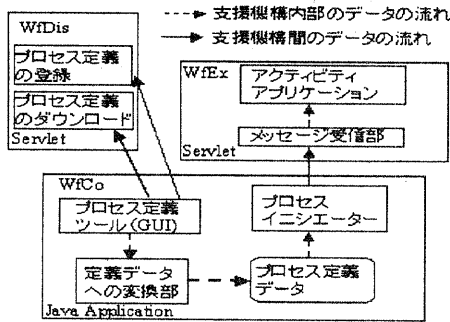 支援機構内部のデータの流れ
支援機構間のデータの流れ
WfDis
プロセス定義
の登録
プロセス定義
のダウンロード
Servlet
WfEx
アクティビティ
アプリケーション
メッセージ受信部
Servlet
WfCo
プロセス定義
ツール(GUI)
プロセス
イニシエーター
定義データ
への変換部
プロセス定義
データ
Java Application